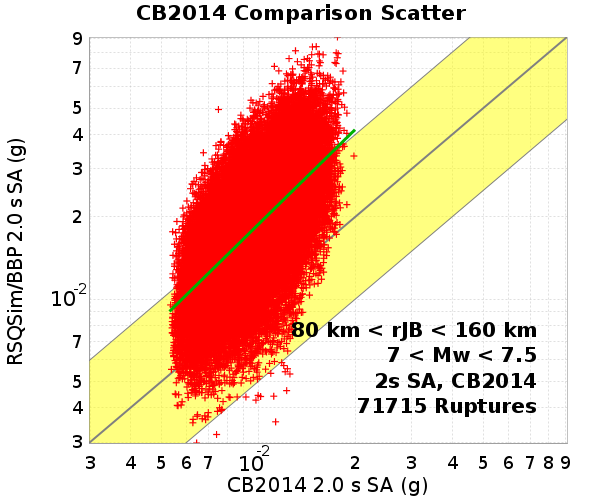 CB2014 Comparison Scatter
RSQSim/BBP 2.0 s SA (g)
9
7
5
4
3
2
10-2
7
5
4
3
80 km < rJB < 160 km
7 < Mw < 7.5
2s SA, CB2014
71715 Ruptures
3 4 5 6 7 10-2 2 3 4 5 6 7 8 9
CB2014 2.0 s SA (g)